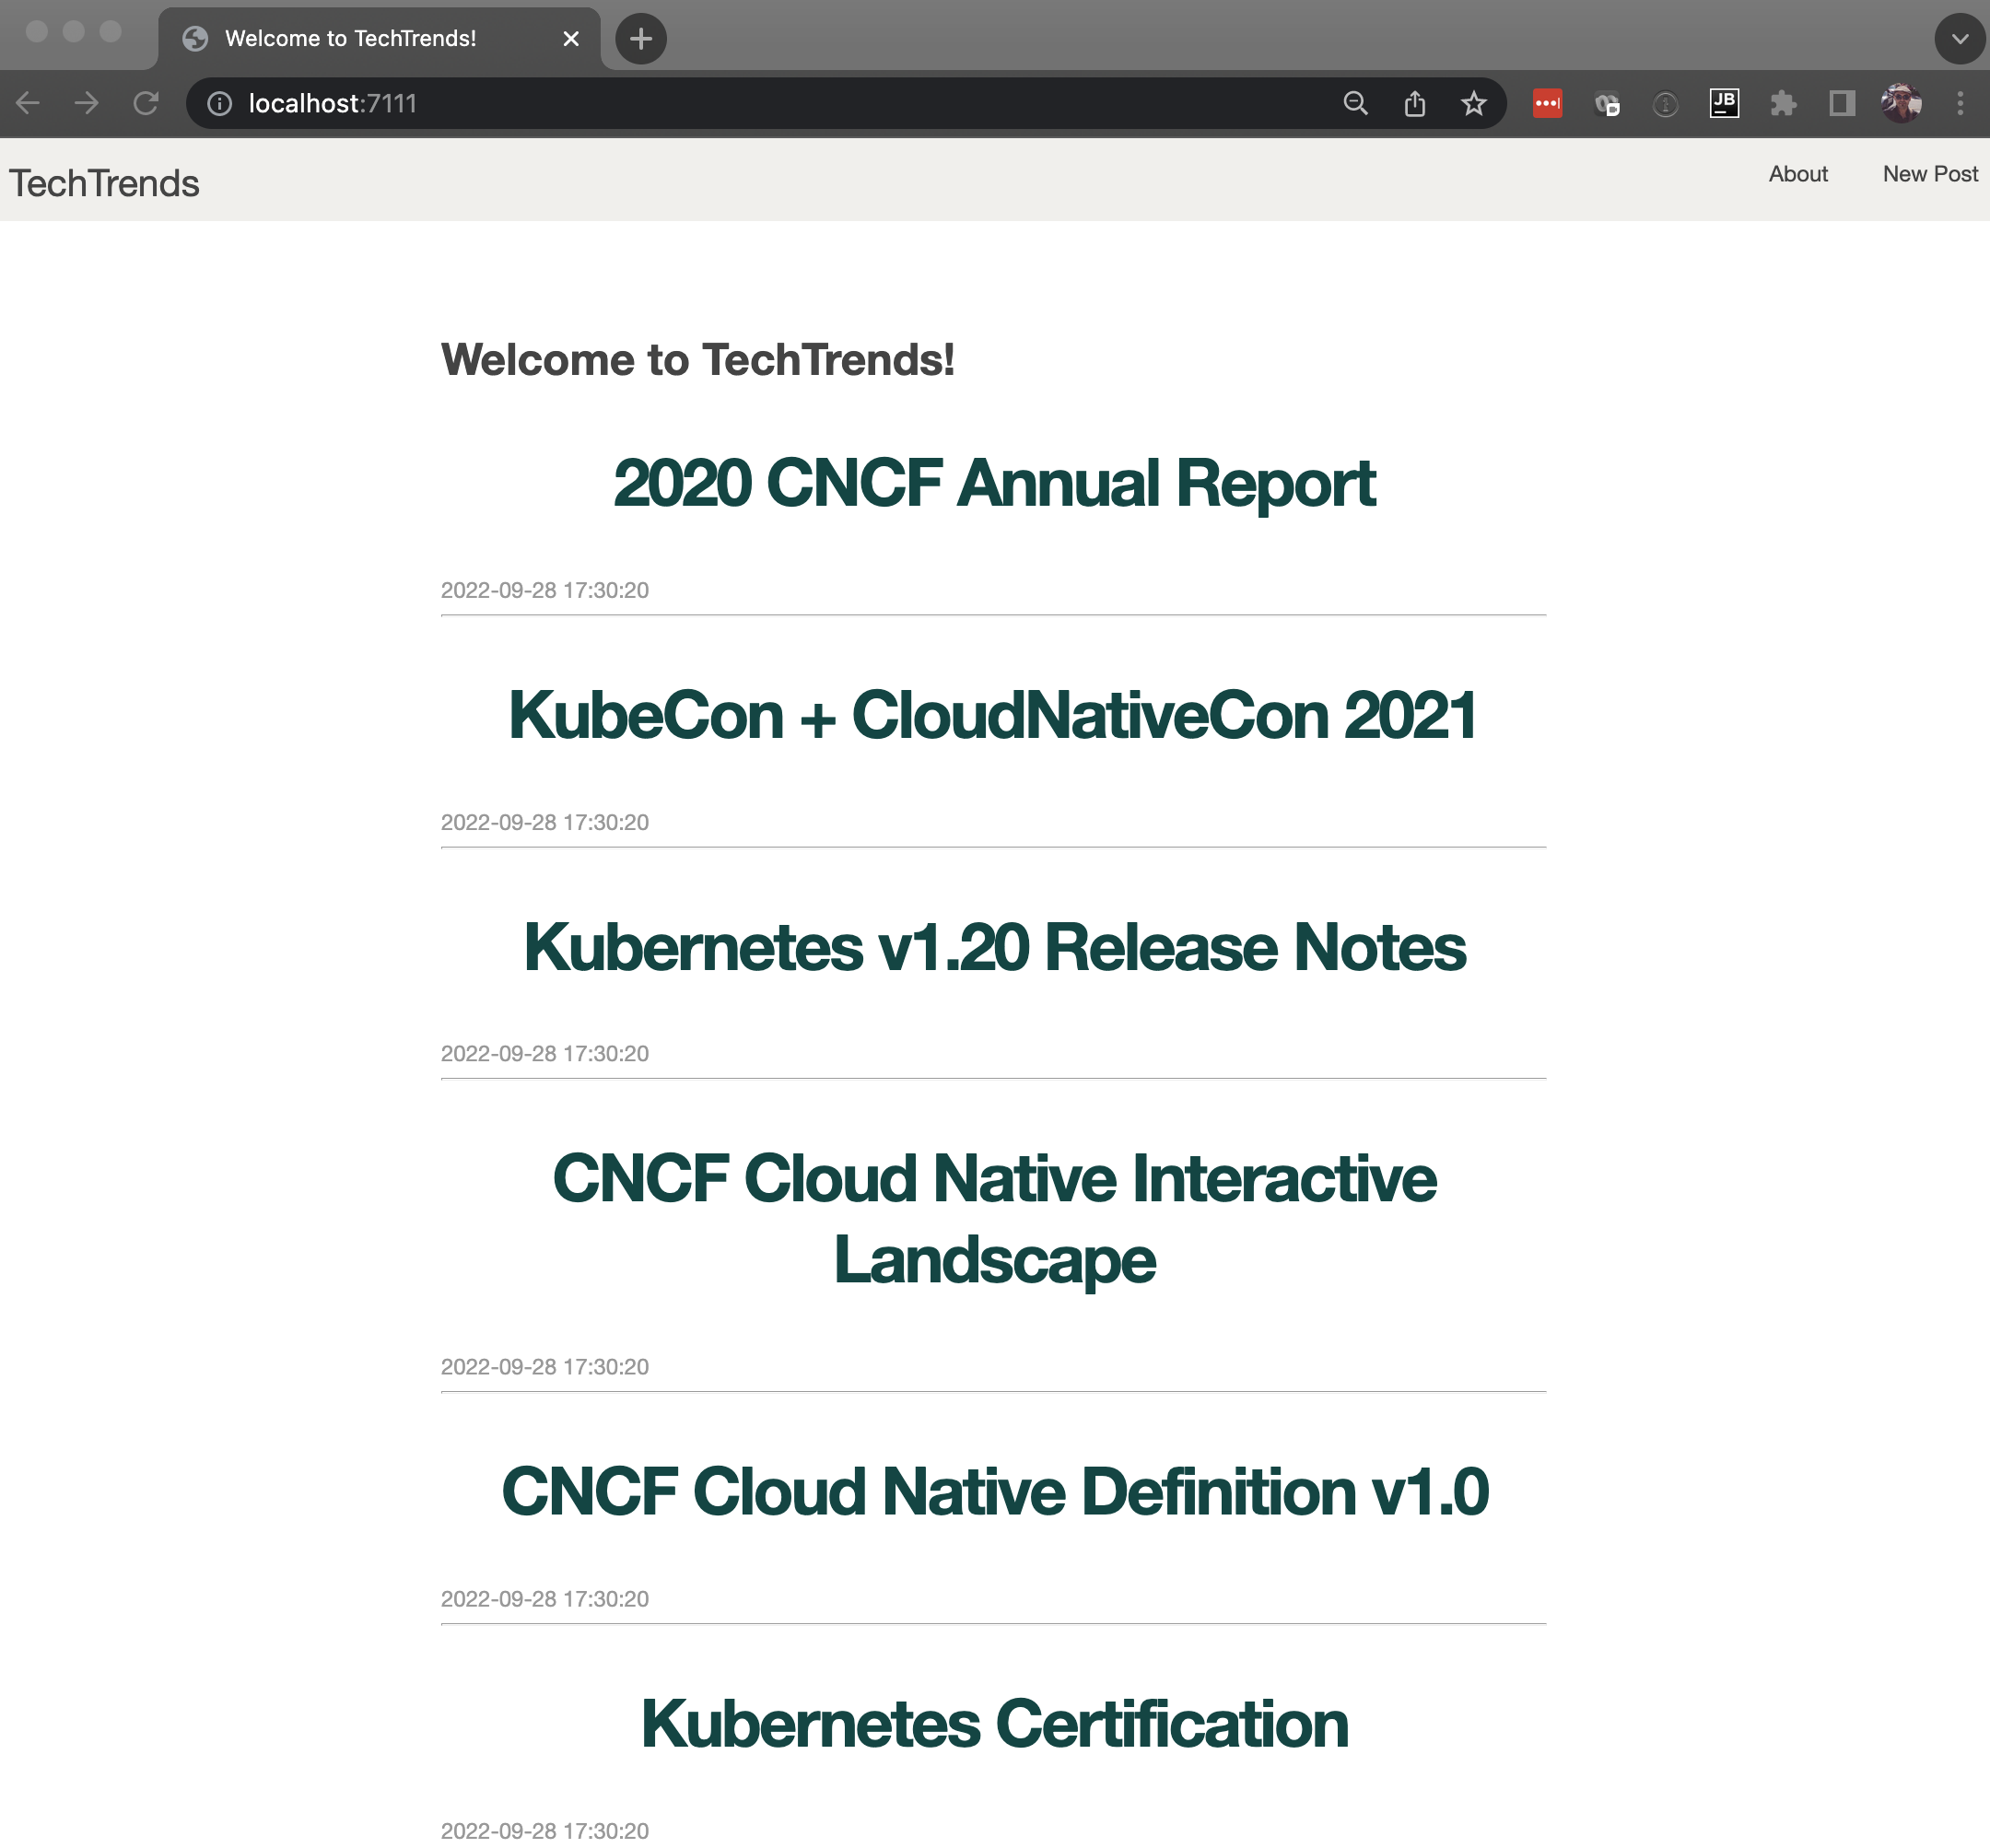 Welcome to TechTrends!
localhost:7111
JB
TechTrends
About
New Post
Welcome to TechTrends!
2020 CNCF Annual Report
2022-09-28 17:30:20
KubeCon + CloudNativeCon 2021
2022-09-28 17:30:20
Kubernetes v1.20 Release Notes
2022-09-28 17:30:20
CNCF Cloud Native Interactive
Landscape
2022-09-28 17:30:20
CNCF Cloud Native Definition v1.0
2022-09-28 17:30:20
Kubernetes Certification
2022-09-28 17:30:20